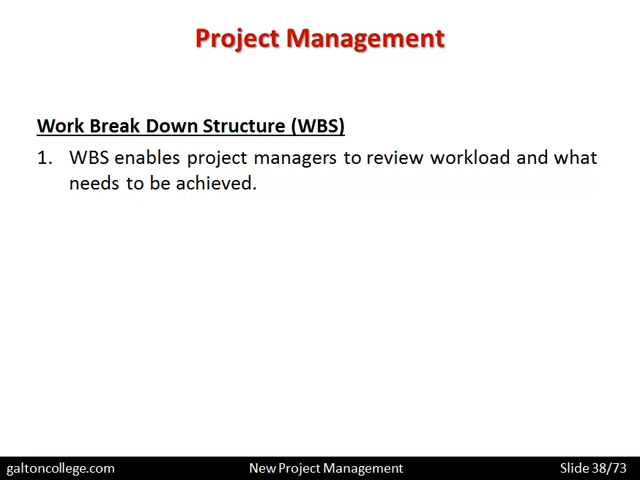 Project Management
Work Break Down Structure (WBS)
1. WBS enables project managers to review workload and what
needs to be achieved.
galtoncollege.com New Project Management Slide 38/73